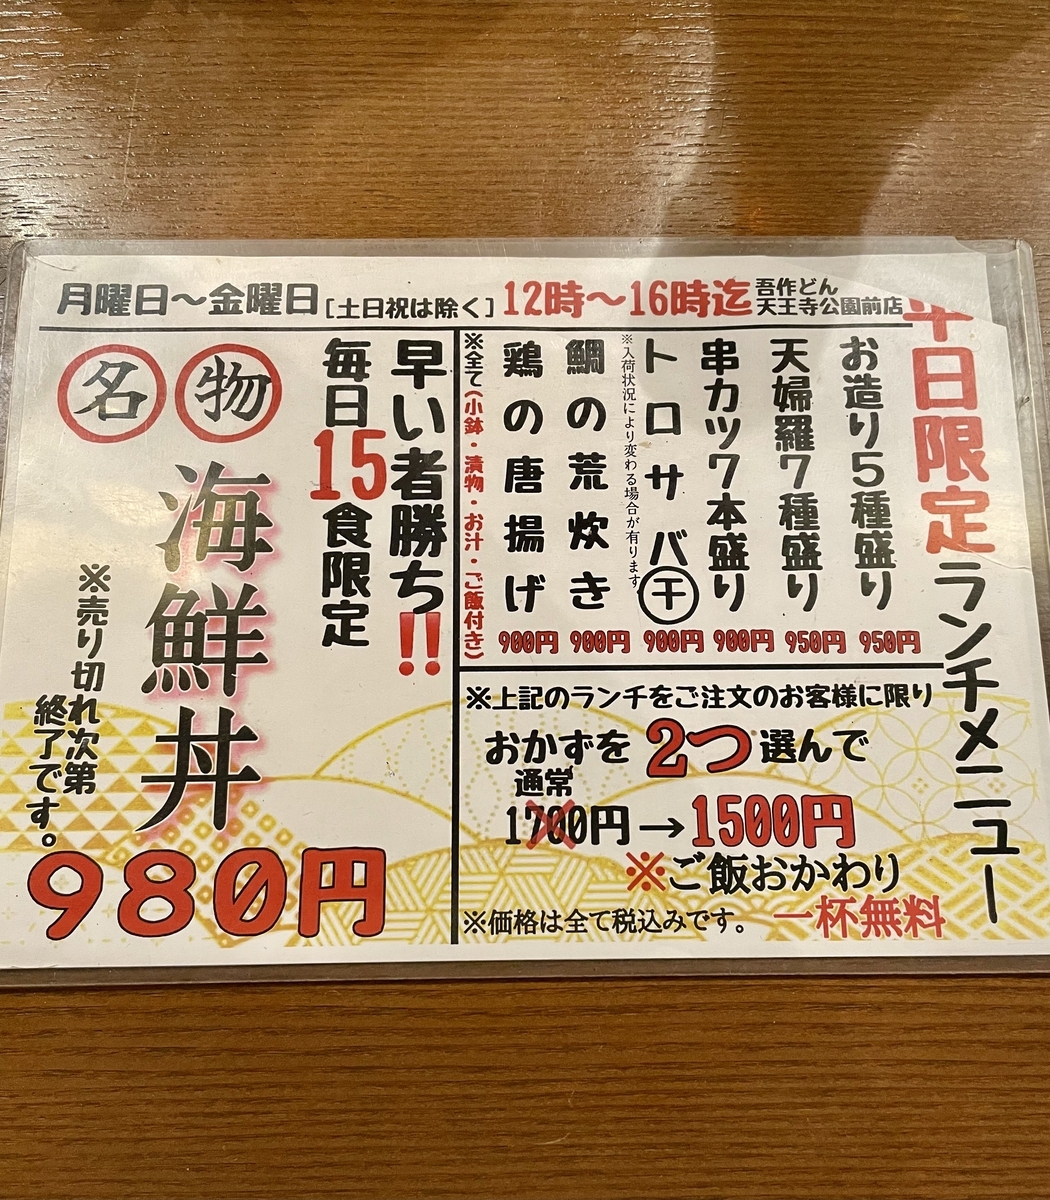 平日限定ランチメニュー
月曜日〜金曜日[土日祝は除く]12時〜16時迄
吾作どん
天王寺公園前店
お造り5種盛り 950円
天婦羅7種盛り 950円
串カツ7本盛り 900円
トロサバ干 900円
※入荷状況により変わる場合が有ります
鯛の荒炊き 900円
鶏の唐揚げ 900円
※全て(小鉢・漬物・お汁・ご飯付き)
※上記のランチをご注文のお客様に限り
おかずを2つ選んで
通常
1700円→1500円
※ご飯おかわり
一杯無料
※価格は全て税込みです。
早い者勝ち!!
毎日15食限定
名物
海鮮丼
※売り切れ次第
終了です。
980円